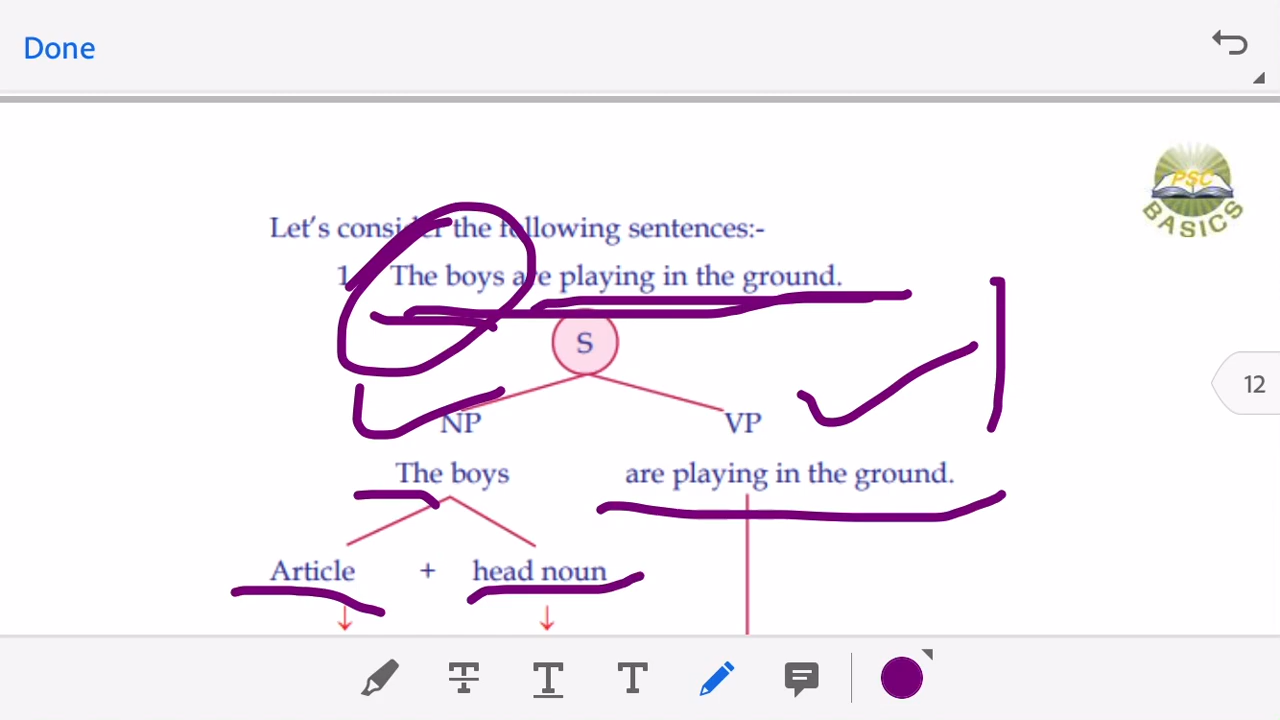 Done
PSC
BASICS
Let's consider the following sentences:-
1. The boys are playing in the ground.
S
12
NP VP
The boys are playing in the ground.
Article + head noun
T T T